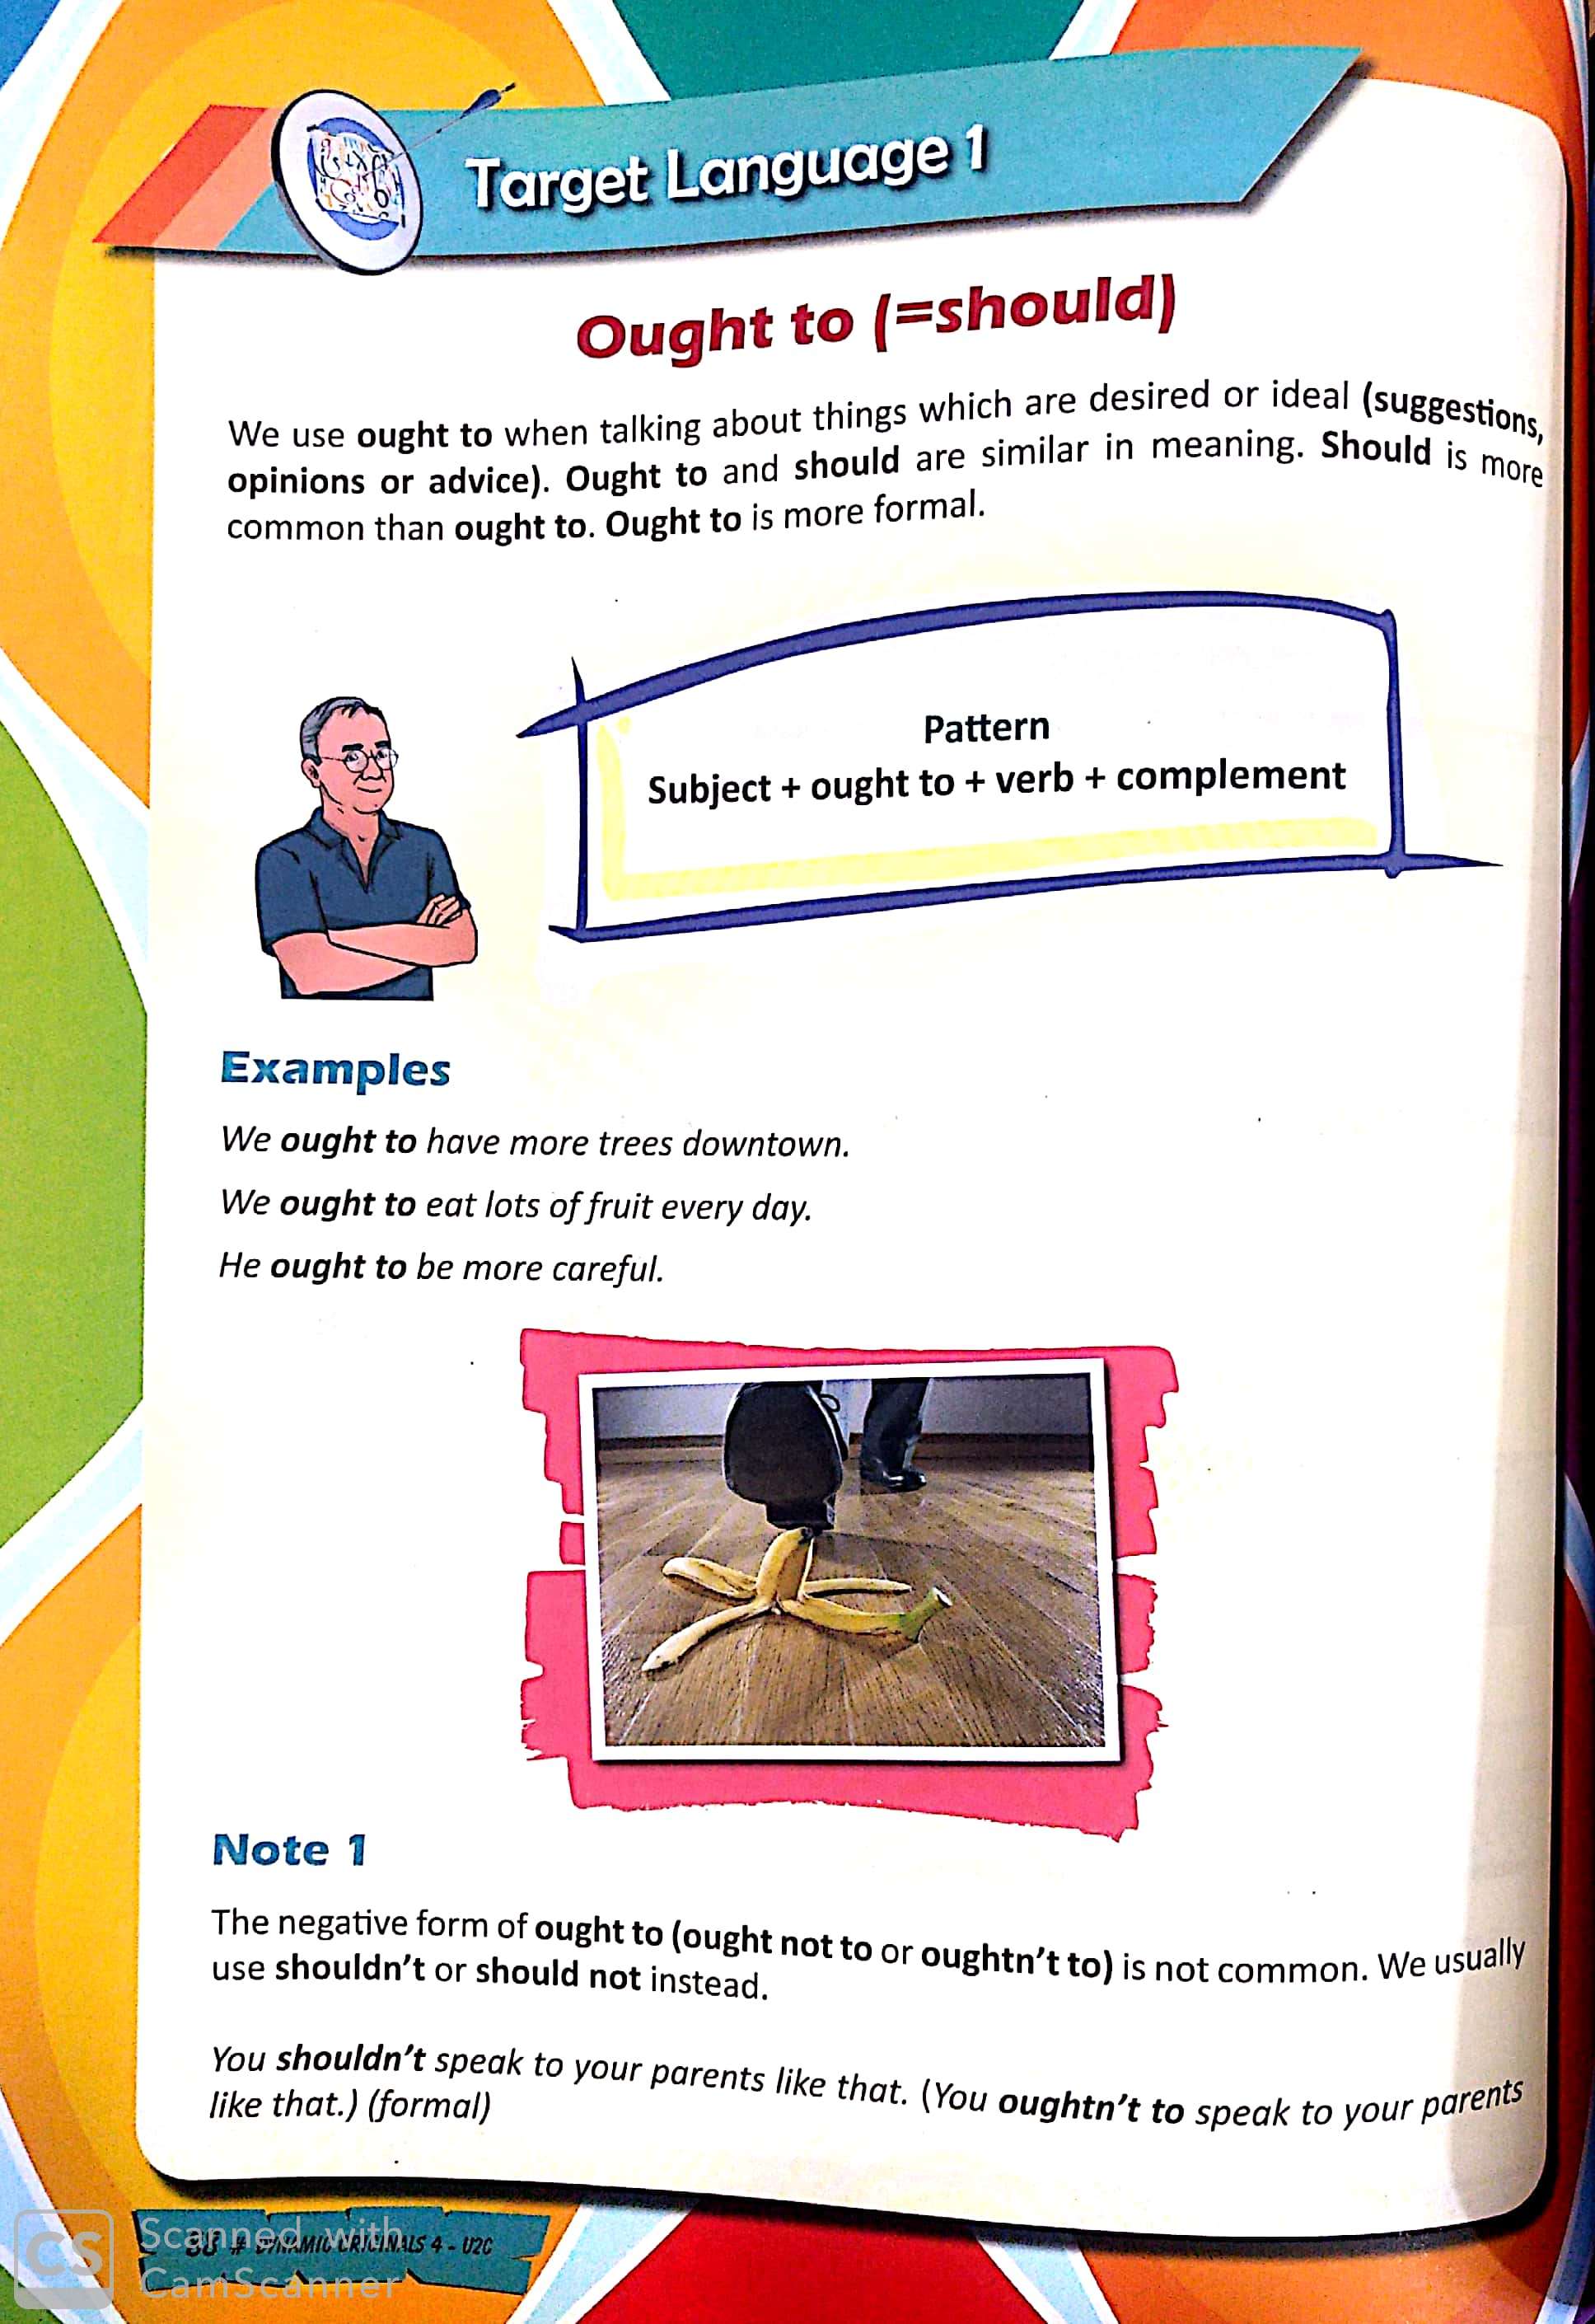 Target Language 1
Ought to (=should)
We use ought to when talking about things which are desired or ideal (suggestions,
opinions or advice). Ought to and should are similar in meaning. Should is more
common than ought to. Ought to is more formal.
Pattern
Subject + ought to + verb + complement
Examples
We ought to have more trees downtown.
We ought to eat lots of fruit every day.
He ought to be more careful.
Note 1
The negative form of ought to (ought not to or oughtn't to) is not common. We usually
use shouldn't or should not instead.
You shouldn't speak to your parents like that. (You oughtn't to speak to your parents
like that.) (formal)
# DYNAMIC ORIGINALS 4 - U2C
CS
Scanned with
CamScanner